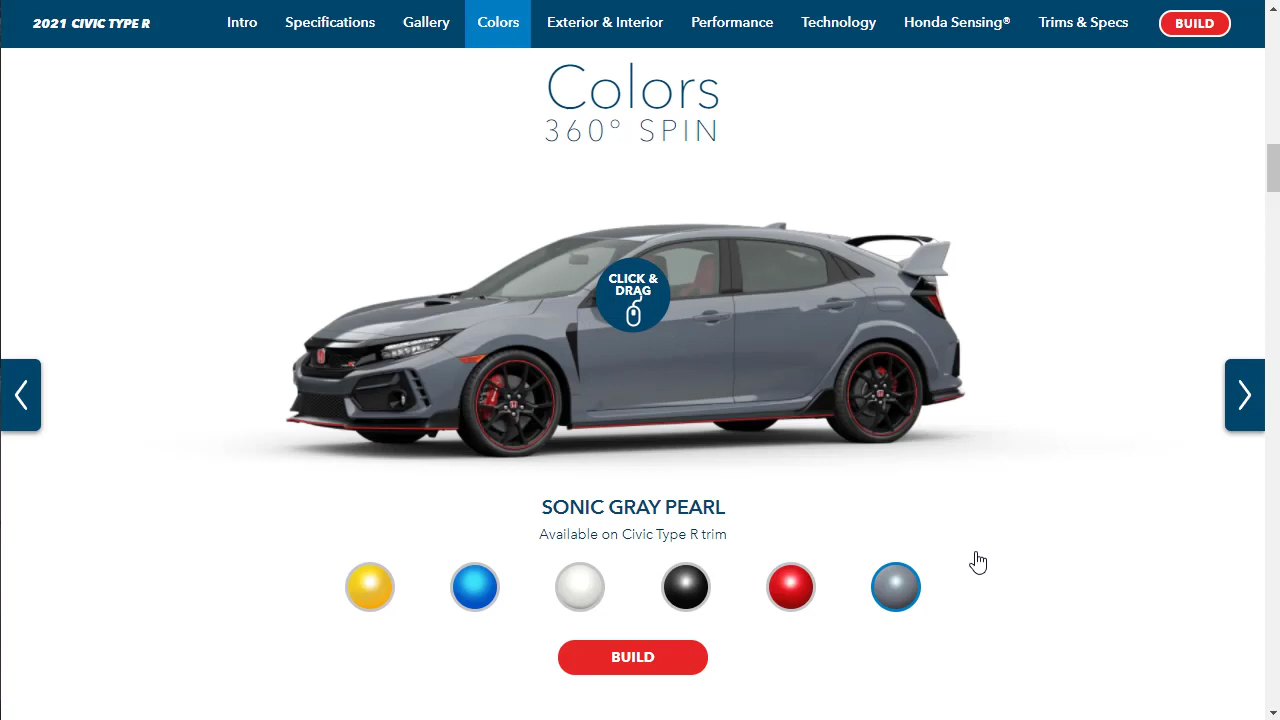 2021 CIVIC TYPE R
Intro
Specifications
Gallery
Colors
Exterior & Interior
Performance
Technology
Honda Sensing®
Trims & Specs
BUILD
Colors
360° SPIN
CLICK &
DRAG
SONIC GRAY PEARL
Available on Civic Type R trim
BUILD